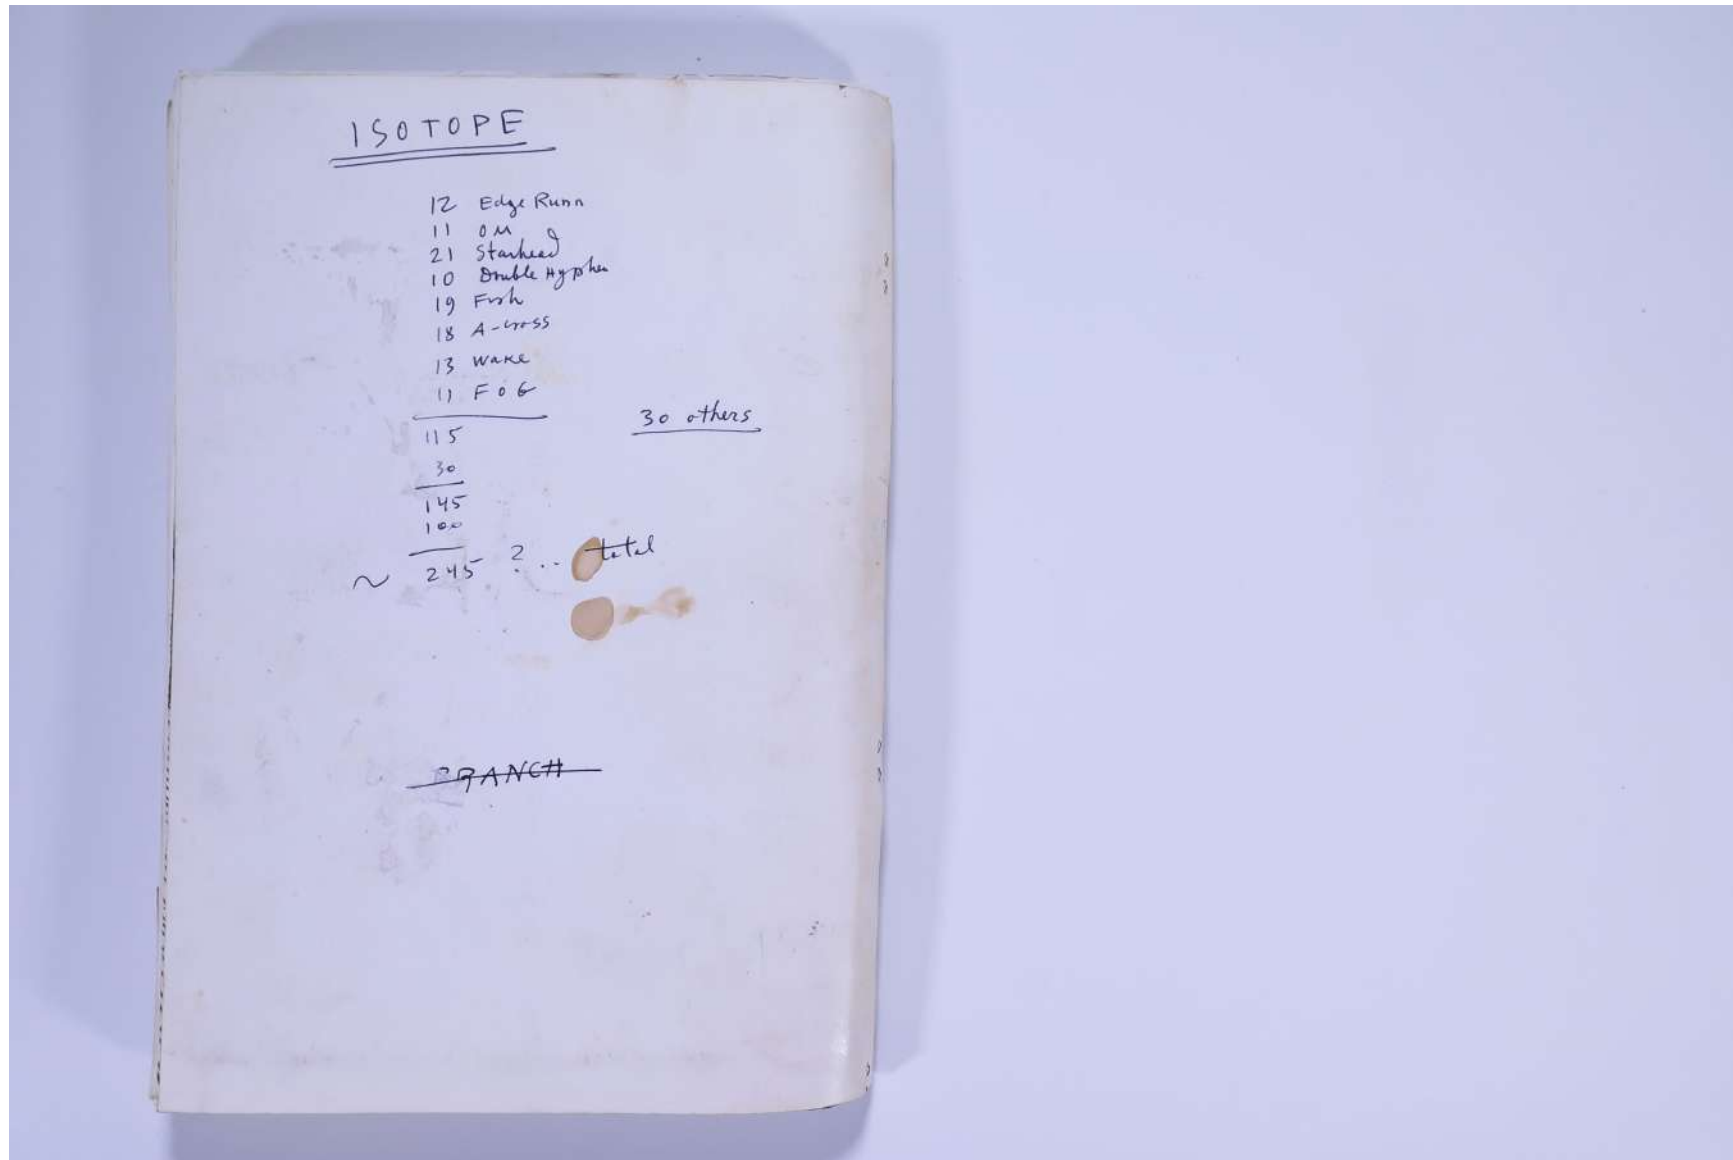 ISOTOPE
12 Edge Runn
11 OM
21 Starhead
10 Double Hyphen
19 Fish
18 A-cross
13 Wake
11 FOG
30 others
115
30
145
100
~ 245 ?... total
BRANCH